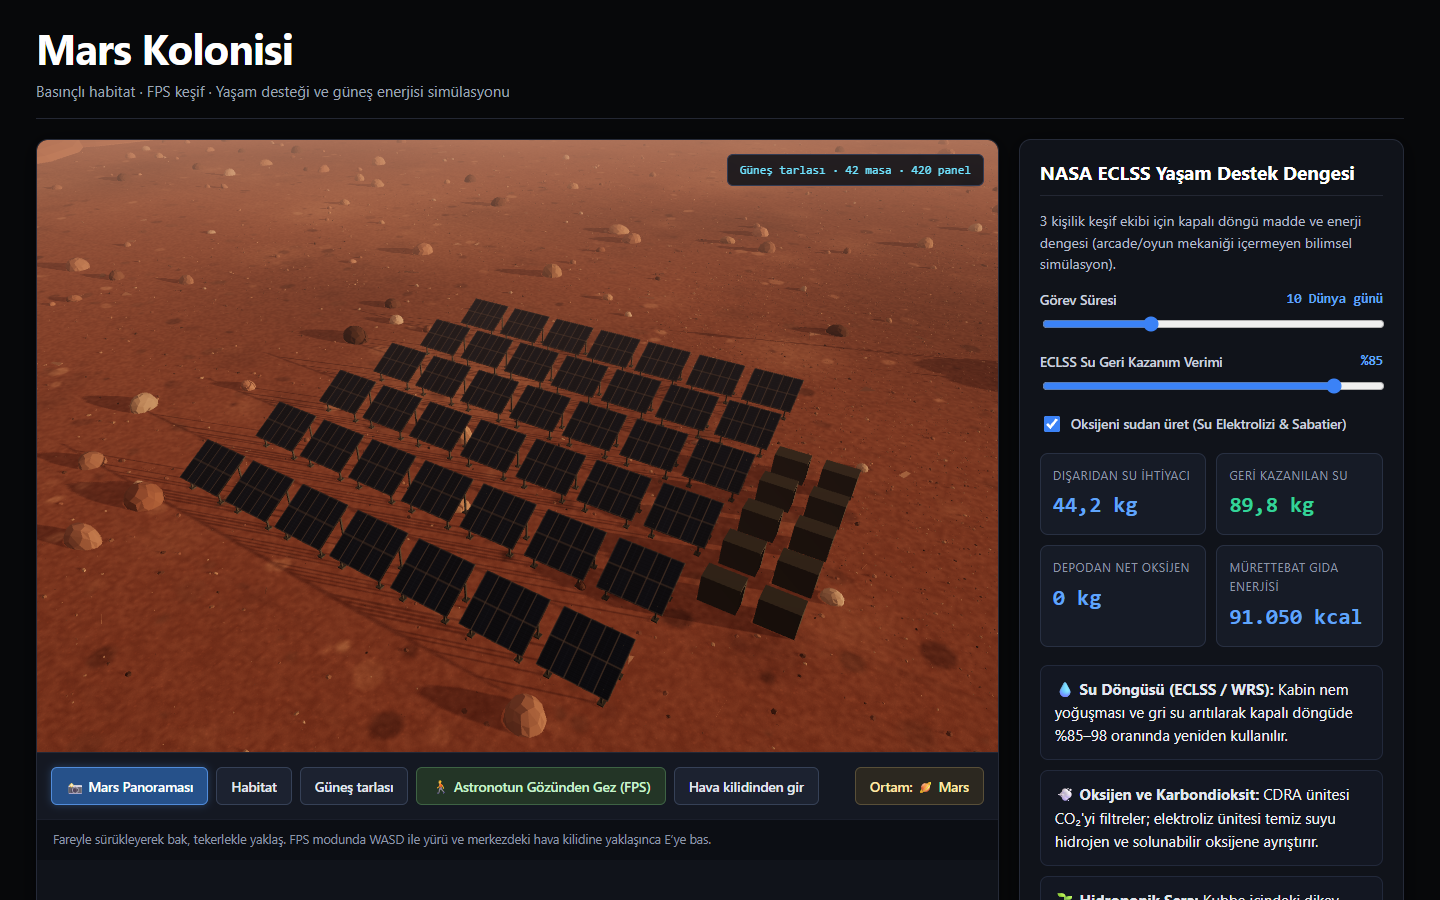 Mars Kolonisi
Basınçlı habitat · FPS keşif · Yaşam desteği ve güneş enerjisi simülasyonu
Güneş tarlası · 42 masa · 420 panel
Mars Panoraması
Habitat
Güneş tarlası
Astronotun Gözünden Gez (FPS)
Hava kilidinden gir
Ortam: Mars
Fareyle sürükleyerek bak, tekerlekle yaklaş. FPS modunda WASD ile yürü ve merkezdeki hava kilidine yaklaşınca E'ye bas.
NASA ECLSS Yaşam Destek Dengesi
3 kişilik keşif ekibi için kapalı döngü madde ve enerji
dengesi (arcade/oyun mekaniği içermeyen bilimsel
simülasyon).
Görev Süresi
10 Dünya günü
ECLSS Su Geri Kazanım Verimi
%85
Oksijeni sudan üret (Su Elektrolizi & Sabatier)
DIŞARIDAN SU İHTİYACI
44,2 kg
GERİ KAZANILAN SU
89,8 kg
DEPODAN NET OKSİJEN
0 kg
MÜRETTEBAT GIDA
ENERJİSİ
91.050 kcal
Su Döngüsü (ECLSS / WRS): Kabin nem
yoğuşması ve gri su arıtılarak kapalı döngüde
%85–98 oranında yeniden kullanılır.
Oksijen ve Karbondioksit: CDRA ünitesi
CO₂'yi filtreler; elektroliz ünitesi temiz suyu
hidrojen ve solunabilir oksijene ayrıştırır.
Hidroponik Sera: Kubbe içindeki dikey